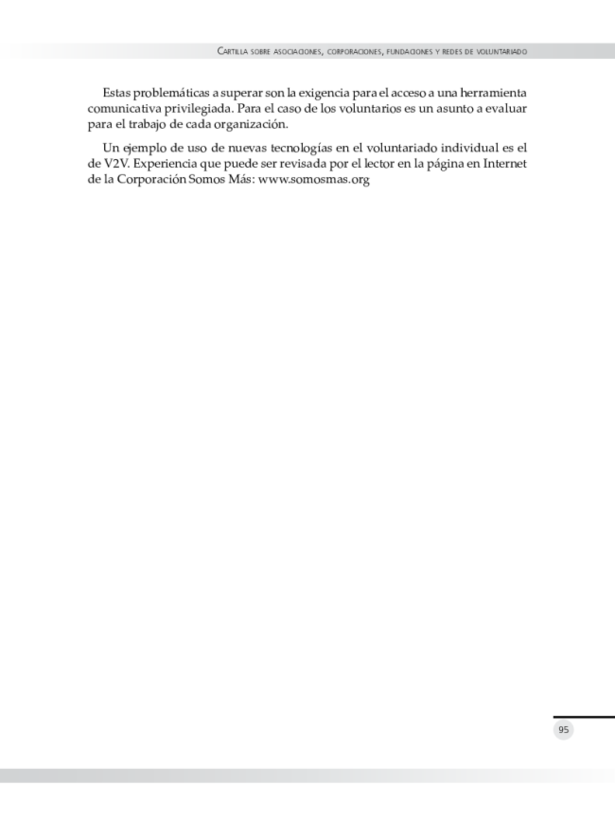 Cartilla sobre asociaciones, corporaciones, fundaciones y redes de voluntariado
Estas problemáticas a superar son la exigencia para el acceso a una herramienta
comunicativa privilegiada. Para el caso de los voluntarios es un asunto a evaluar
para el trabajo de cada organización.
Un ejemplo de uso de nuevas tecnologías en el voluntariado individual es el
de V2V. Experiencia que puede ser revisada por el lector en la página en Internet
de la Corporación Somos Más: www.somosmas.org
95